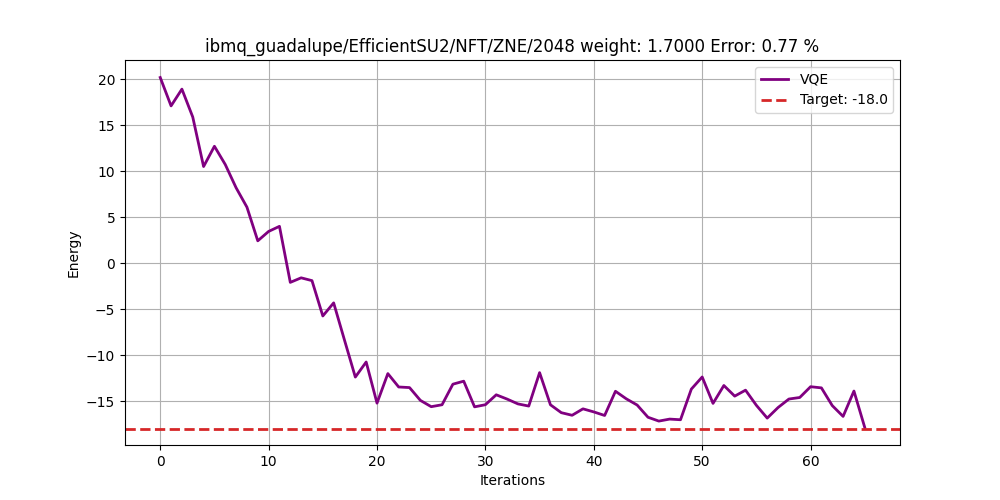 ibmq_guadalupe/EfficientSU2/NFT/ZNE/2048 weight: 1.7000 Error: 0.77 %
VQE
Target: -18.0
Energy
20
15
10
5
0
−5
−10
−15
0 10 20 30 40 50 60
Iterations